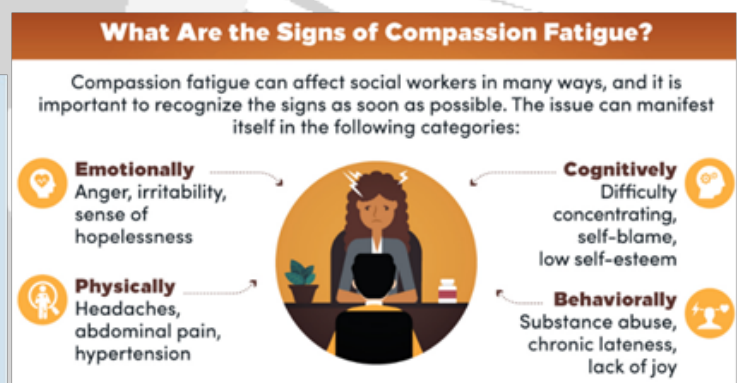 What Are the Signs of Compassion Fatigue?
Compassion fatigue can affect social workers in many ways, and it is
important to recognize the signs as soon as possible. The issue can manifest
itself in the following categories:
Emotionally
Anger, irritability,
sense of
hopelessness
Physically
Headaches,
abdominal pain,
hypertension
Cognitively
Difficulty
concentrating,
self-blame,
low self-esteem
Behaviorally
Substance abuse,
chronic lateness,
lack of joy